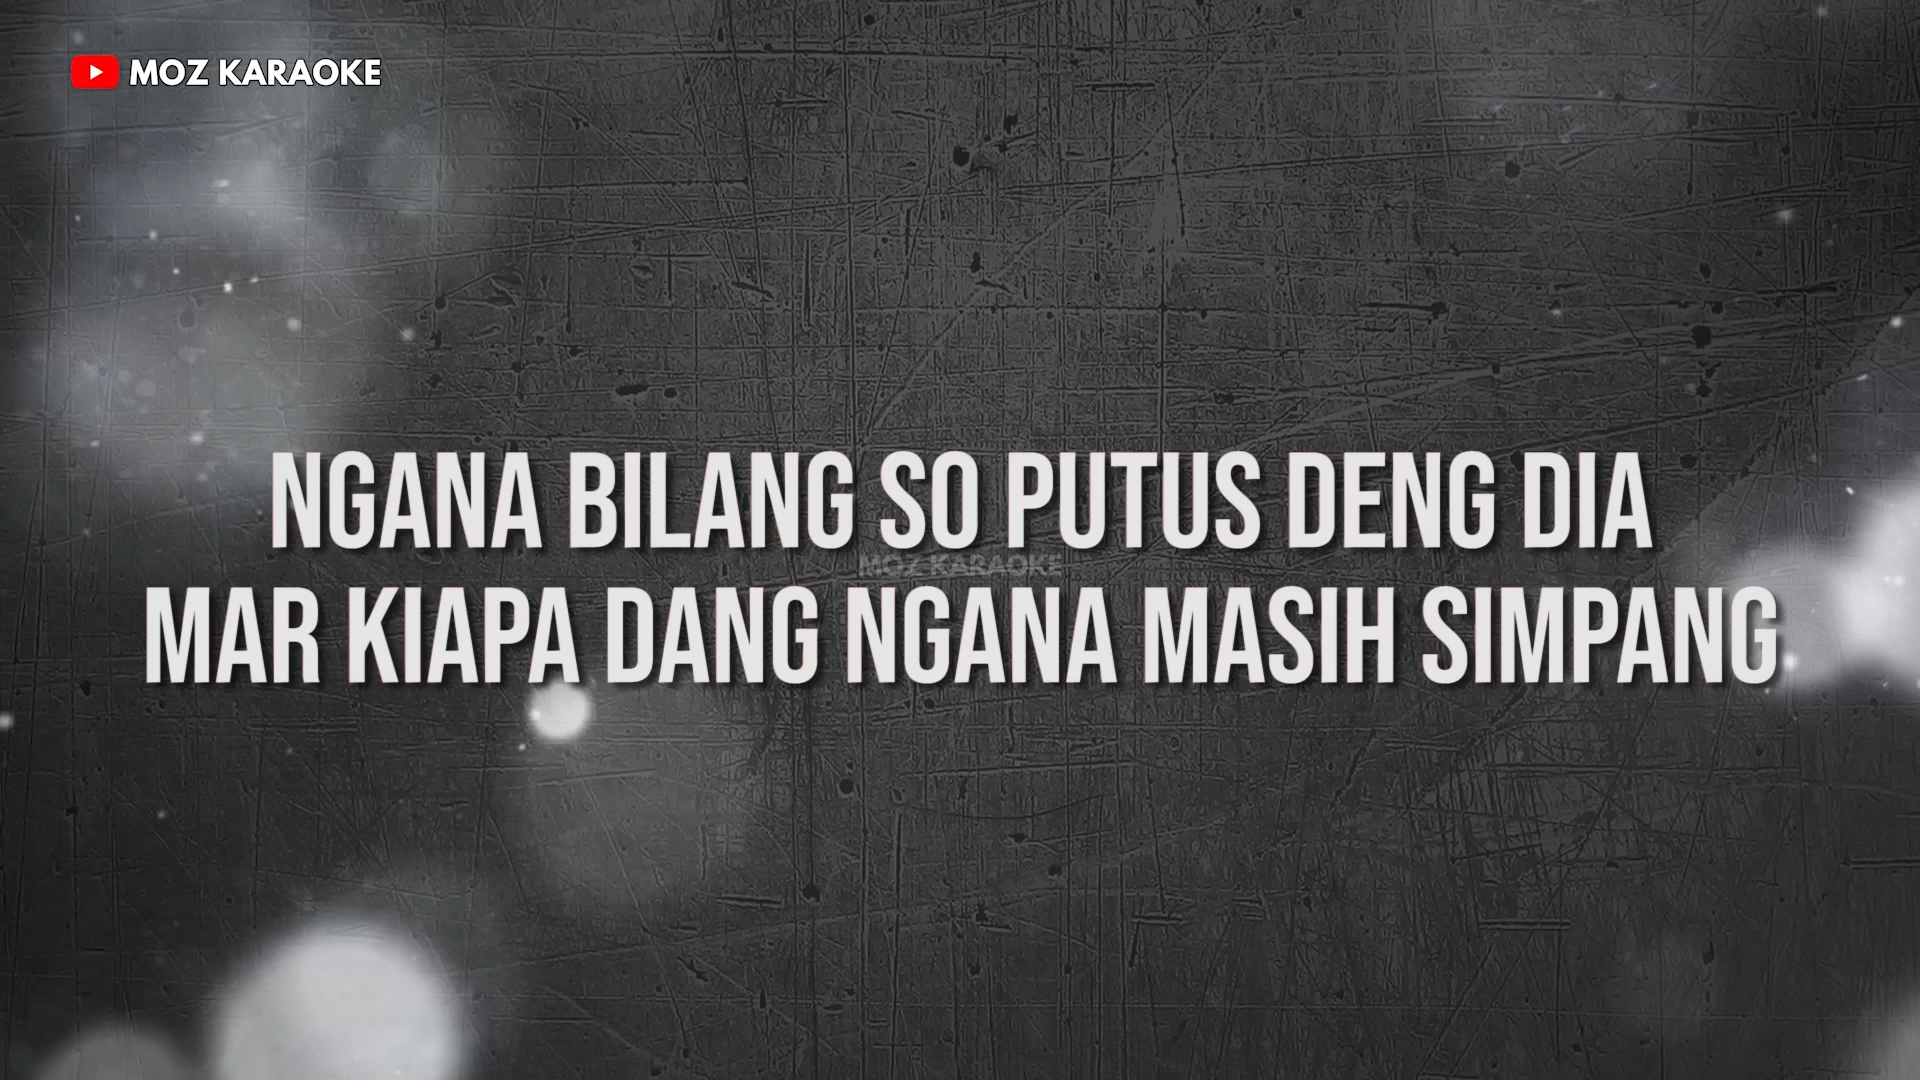 MOZ KARAOKE
NGANA BILANG SO PUTUS DENG DIA
MOZ KARAOKE
MAR KIAPA DANG NGANA MASIH SIMPANG